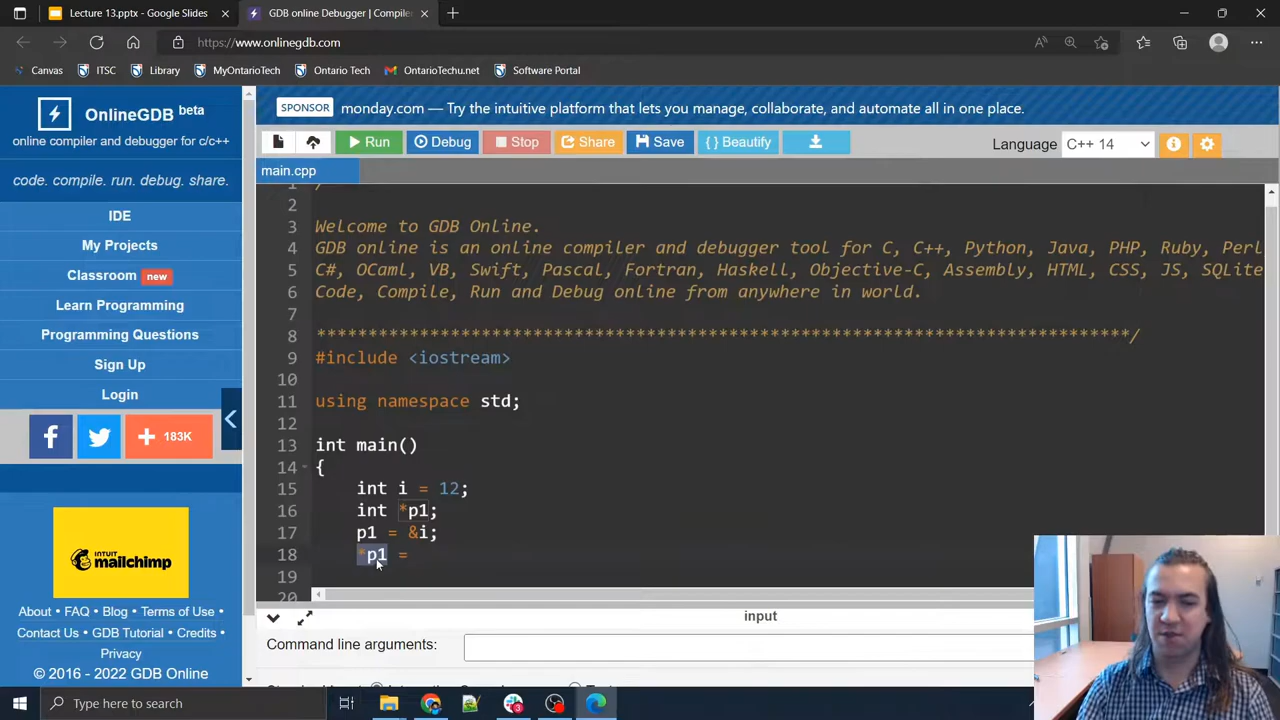 Lecture 13.pptx - Google Slides
GDB online Debugger | Compiler
https://www.onlinegdb.com
Canvas
ITSC
Library
MyOntarioTech
Ontario Tech
OntarioTechu.net
Software Portal
OnlineGDB beta
online compiler and debugger for c/c++
code. compile. run. debug. share.
IDE
My Projects
Classroom new
Learn Programming
Programming Questions
Sign Up
Login
183K
INTUIT
mailchimp
About • FAQ • Blog • Terms of Use •
Contact Us • GDB Tutorial • Credits •
Privacy
© 2016 - 2022 GDB Online
SPONSOR monday.com — Try the intuitive platform that lets you manage, collaborate, and automate all in one place.
Run Debug Stop Share Save { } Beautify
Language C++ 14
main.cpp
1 /
2
3 Welcome to GDB Online.
4 GDB online is an online compiler and debugger tool for C, C++, Python, Java, PHP, Ruby, Perl
5 C#, OCaml, VB, Swift, Pascal, Fortran, Haskell, Objective-C, Assembly, HTML, CSS, JS, SQLite
6 Code, Compile, Run and Debug online from anywhere in world.
7
8 *******************************************************************************/
9 #include <iostream>
10
11 using namespace std;
12
13 int main()
14 {
15 int i = 12;
16 int *p1;
17 p1 = &i;
18 *p1 =
19
20
input
Command line arguments:
Type here to search